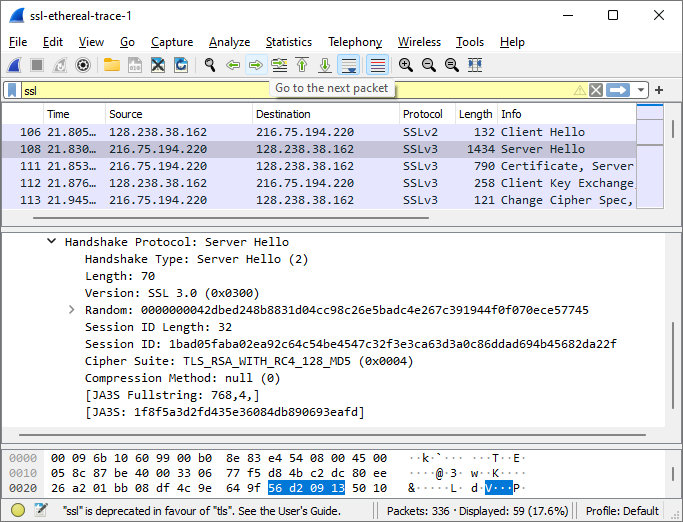 ssl-ethereal-trace-1
File Edit View Go Capture Analyze Statistics Telephony Wireless Tools Help
ssl
Go to the next packet
Time Source Destination Protocol Length Info
106 21.805… 128.238.38.162 216.75.194.220 SSLv2 132 Client Hello
108 21.830… 216.75.194.220 128.238.38.162 SSLv3 1434 Server Hello
111 21.853… 216.75.194.220 128.238.38.162 SSLv3 790 Certificate, Server
112 21.876… 128.238.38.162 216.75.194.220 SSLv3 258 Client Key Exchange,
113 21.945… 216.75.194.220 128.238.38.162 SSLv3 121 Change Cipher Spec,
Handshake Protocol: Server Hello
Handshake Type: Server Hello (2)
Length: 70
Version: SSL 3.0 (0x0300)
Random: 0000000042dbed248b8831d04cc98c26e5badc4e267c391944f0f070ece57745
Session ID Length: 32
Session ID: 1bad05faba02ea92c64c54be4547c32f3e3ca63d3a0c86ddad694b45682da22f
Cipher Suite: TLS_RSA_WITH_RC4_128_MD5 (0x0004)
Compression Method: null (0)
[JA3S Fullstring: 768,4,]
[JA3S: 1f8f5a3d2fd435e36084db890693eafd]
0000 00 09 6b 10 60 99 00 b0 8e 83 e4 54 08 00 45 00 ··k·`··· ···T··E·
0010 05 8c 87 be 40 00 33 06 77 f5 d8 4b c2 dc 80 ee ····@·3· w··K····
0020 26 a2 01 bb 08 df 4c 9e 64 9f 56 d2 09 13 50 10 &·····L· d·V···P·
"ssl" is deprecated in favour of "tls". See the User's Guide. Packets: 336 · Displayed: 59 (17.6%) Profile: Default